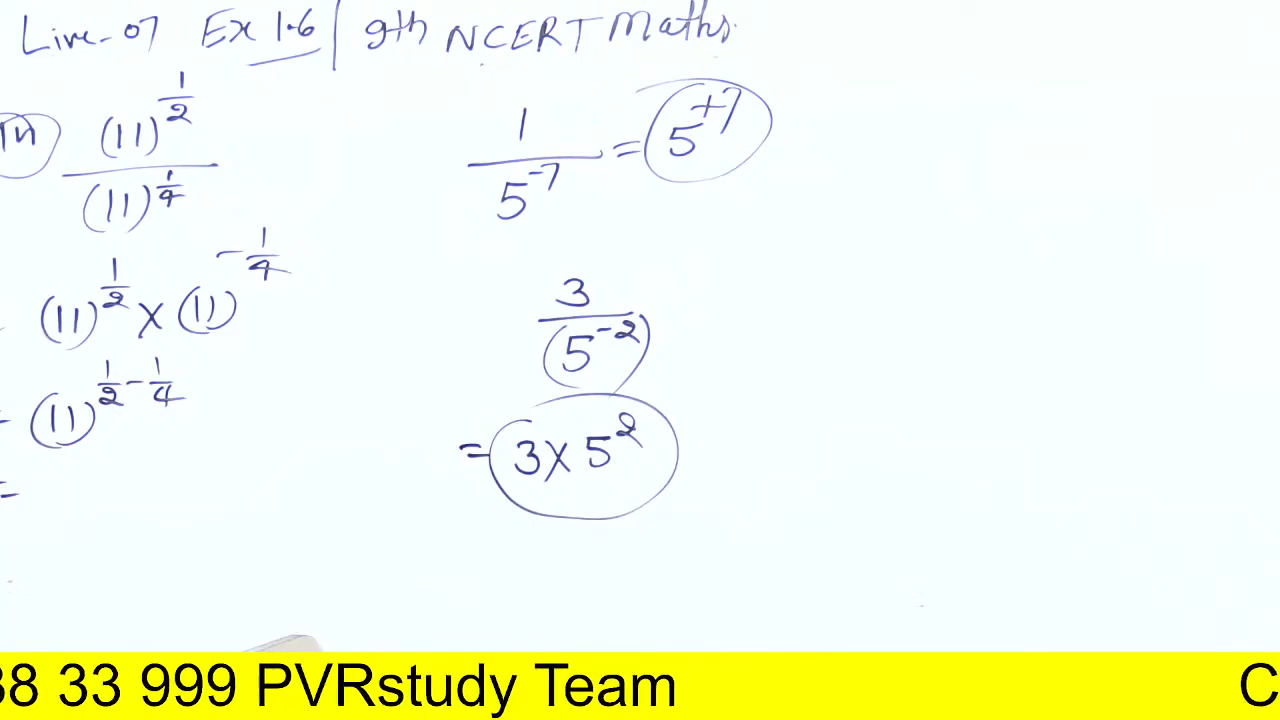 Live-07 Ex 1.6 | 9th NCERT Maths.
(11)^{1/2} / (11)^{1/4}
(11)^{1/2} × (11)^{-1/4}
= (11)^{1/2 - 1/4}
=
1 / 5^{-7} = 5^{+7}
3 / (5^{-2})
= 3 × 5^2
38 33 999 PVRstudy Team C